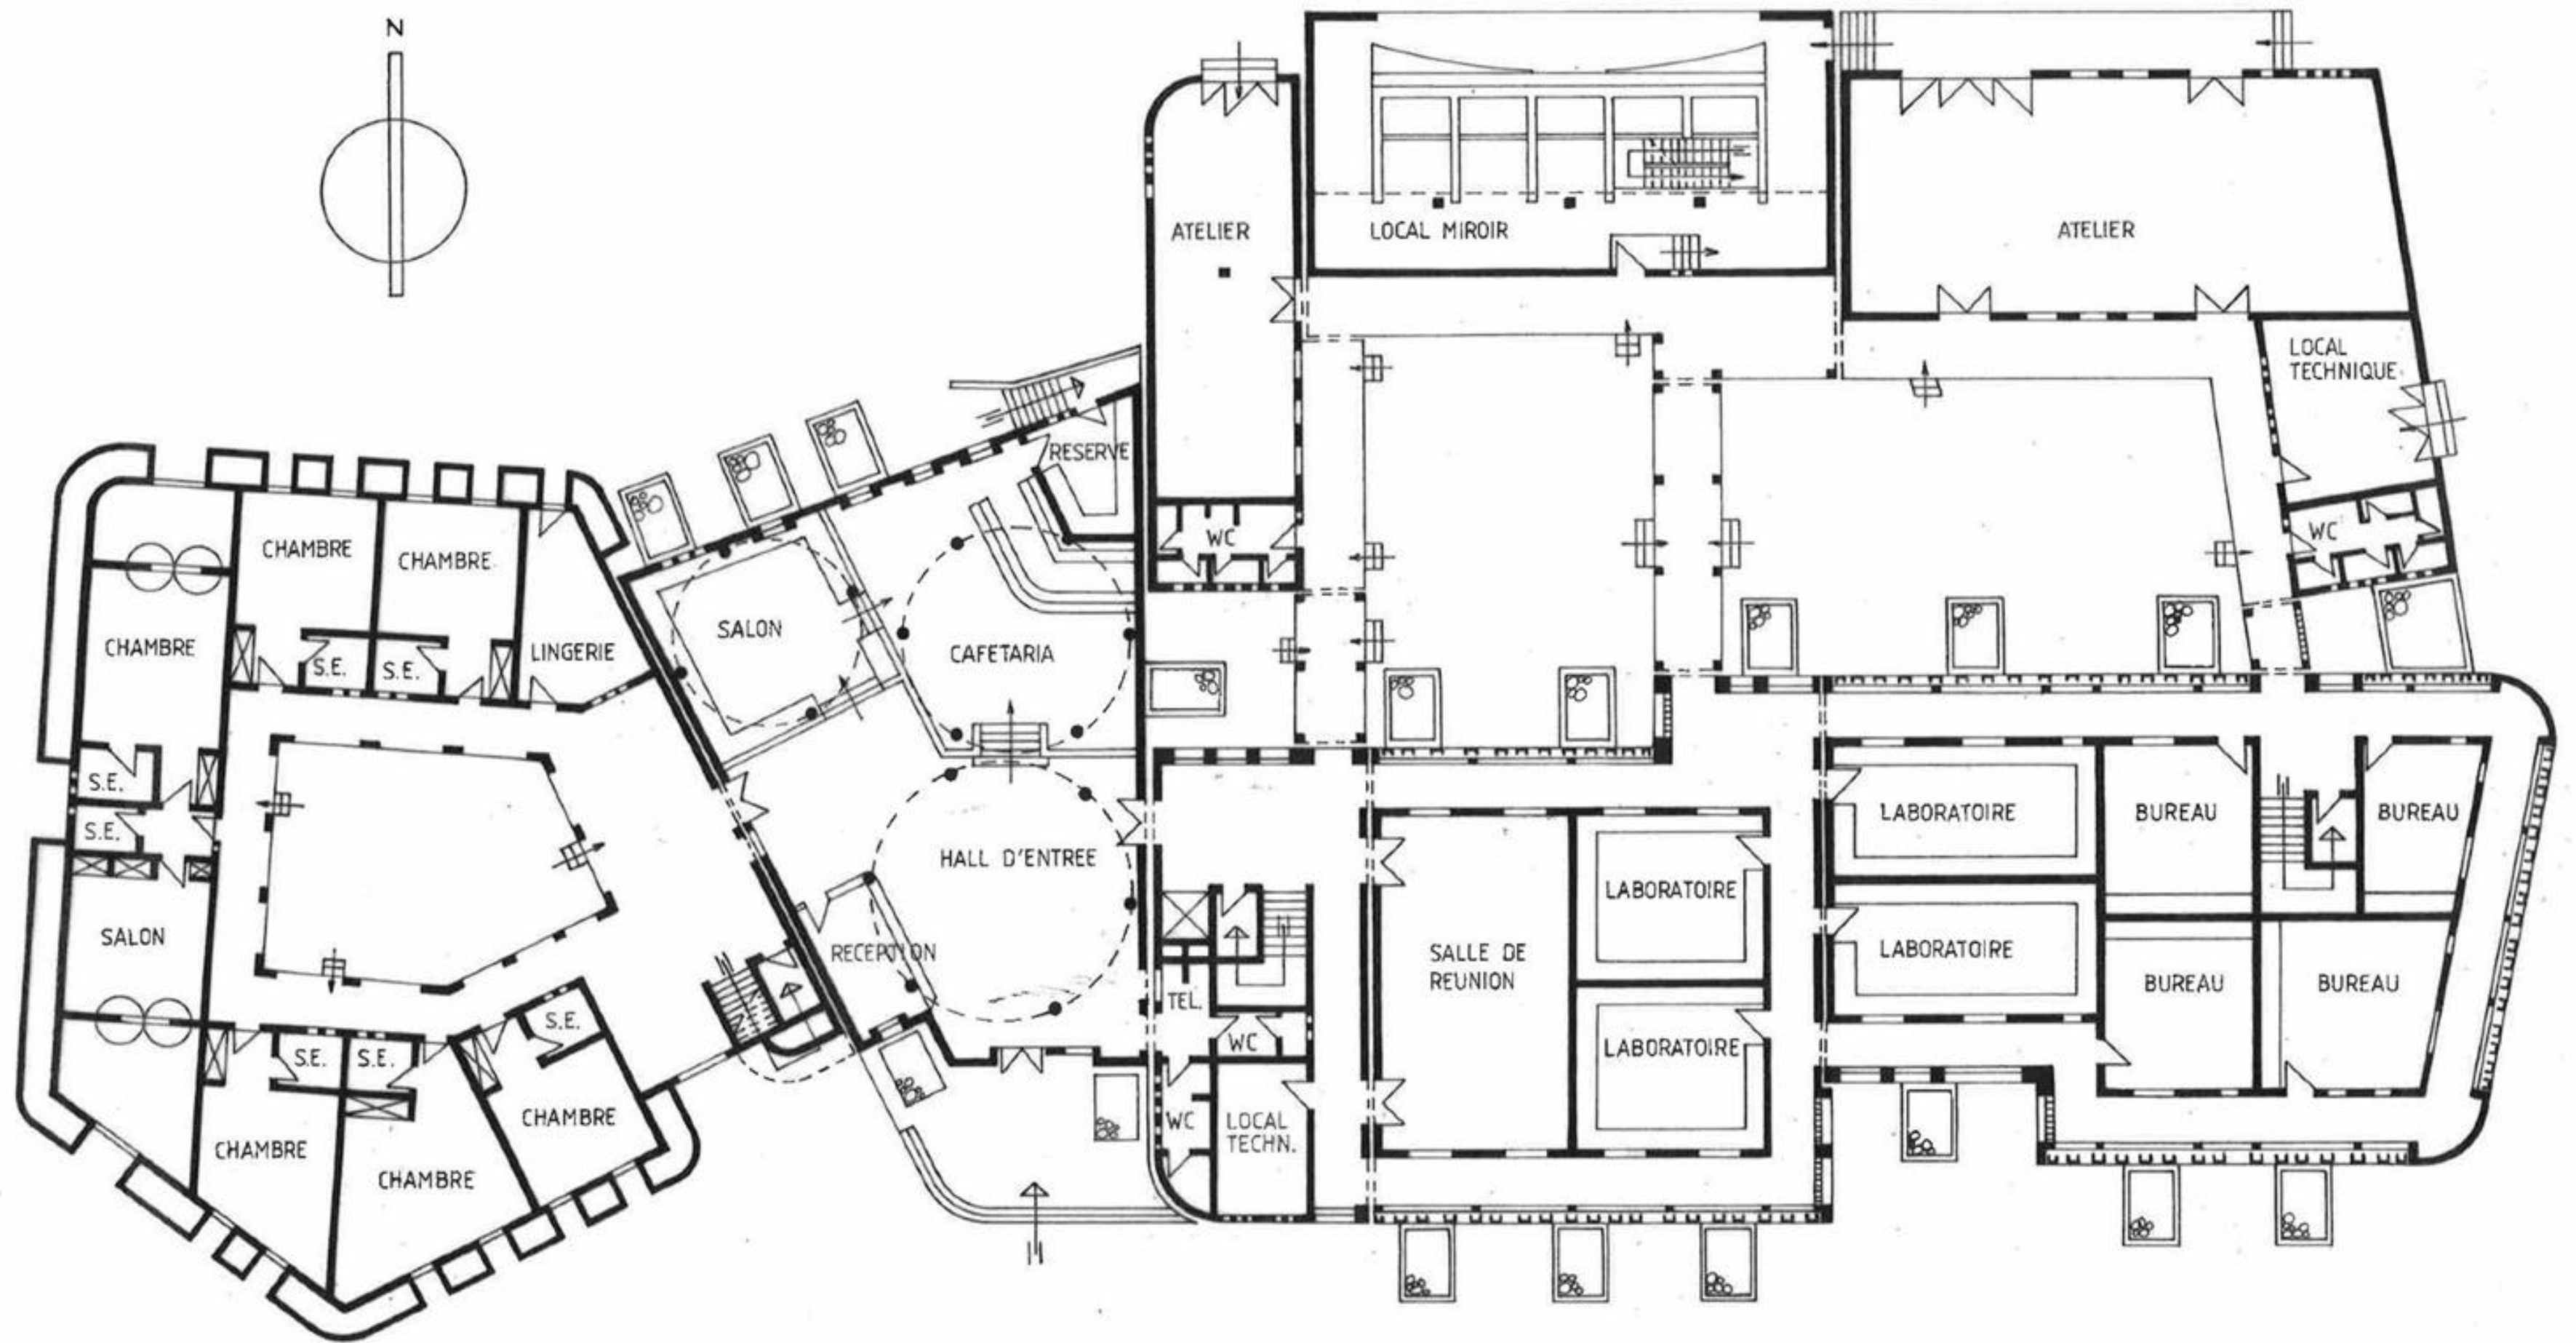 N
ATELIER
LOCAL MIROIR
ATELIER
LOCAL
TECHNIQUE
RESERVE
WC
WC
CHAMBRE
CHAMBRE
CHAMBRE
LINGERIE
S.E.
S.E.
SALON
CAFETARIA
S.E.
S.E.
SALON
HALL D'ENTREE
RECEPTION
LABORATOIRE
BUREAU
BUREAU
LABORATOIRE
SALLE DE
REUNION
LABORATOIRE
BUREAU
BUREAU
TEL.
WC
LABORATOIRE
S.E.
S.E.
S.E.
CHAMBRE
CHAMBRE
CHAMBRE
WC
LOCAL
TECHN.